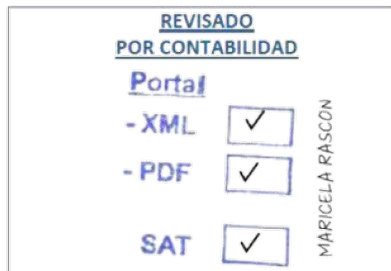 REVISADO
POR CONTABILIDAD
Portal
- XML ✓
- PDF ✓
SAT ✓
MARICELA RASCON